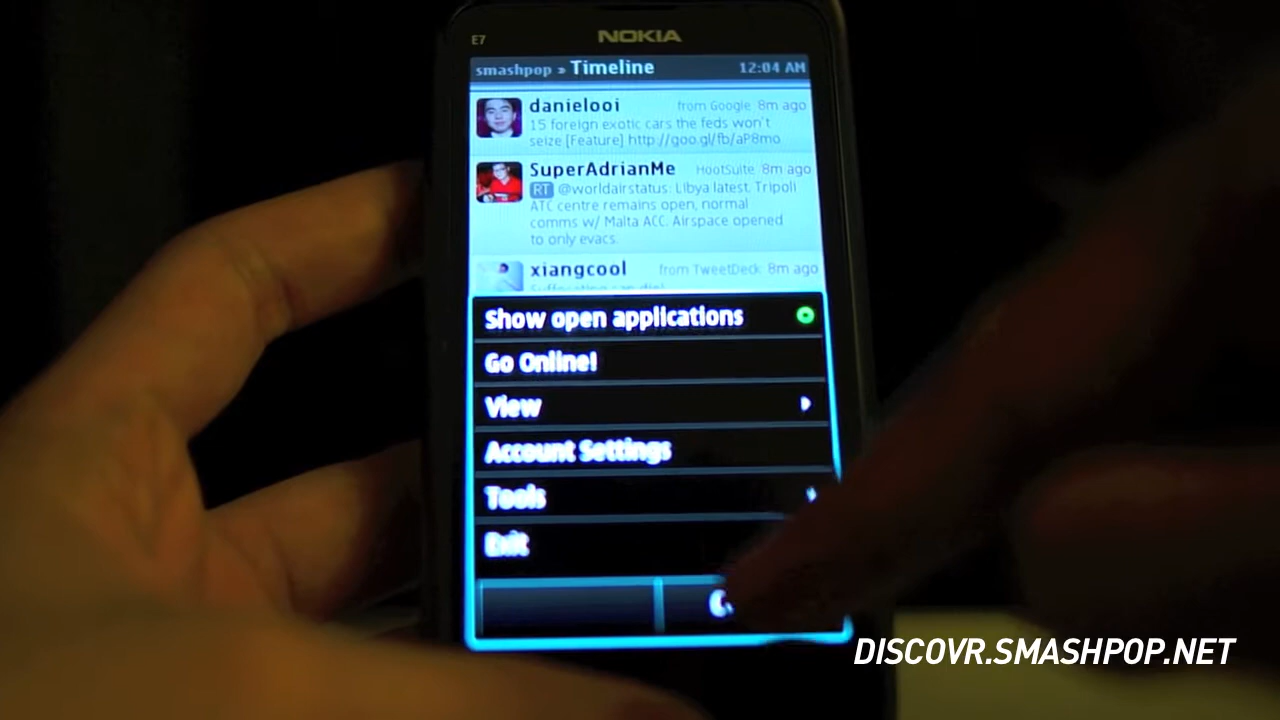 E7
NOKIA
smashpop » Timeline 12:04 AM
danielooi from Google 8m ago
15 foreign exotic cars the feds won't
seize [Feature] http://goo.gl/fb/aP8mo
SuperAdrianMe HootSuite 8m ago
RT @worldairstatus: Libya latest. Tripoli
ATC centre remains open, normal
comms w/ Malta ACC. Airspace opened
to only evacs.
xiangcool from TweetDeck 8m ago
Show open applications
Go Online!
View
Account Settings
Tools
Exit
DISCOVR.SMASHPOP.NET